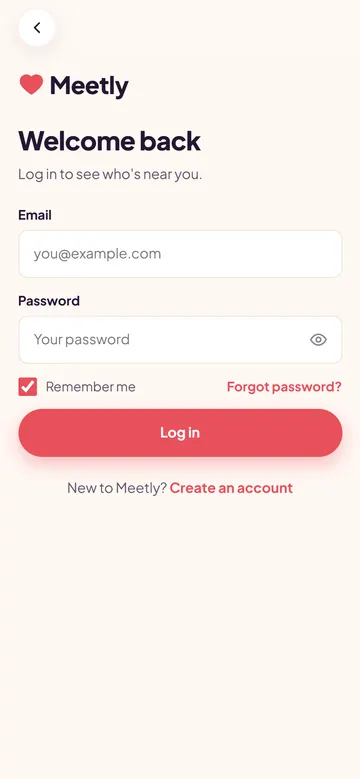 Meetly
Welcome back
Log in to see who's near you.
Email
you@example.com
Password
Your password
Remember me Forgot password?
Log in
New to Meetly? Create an account